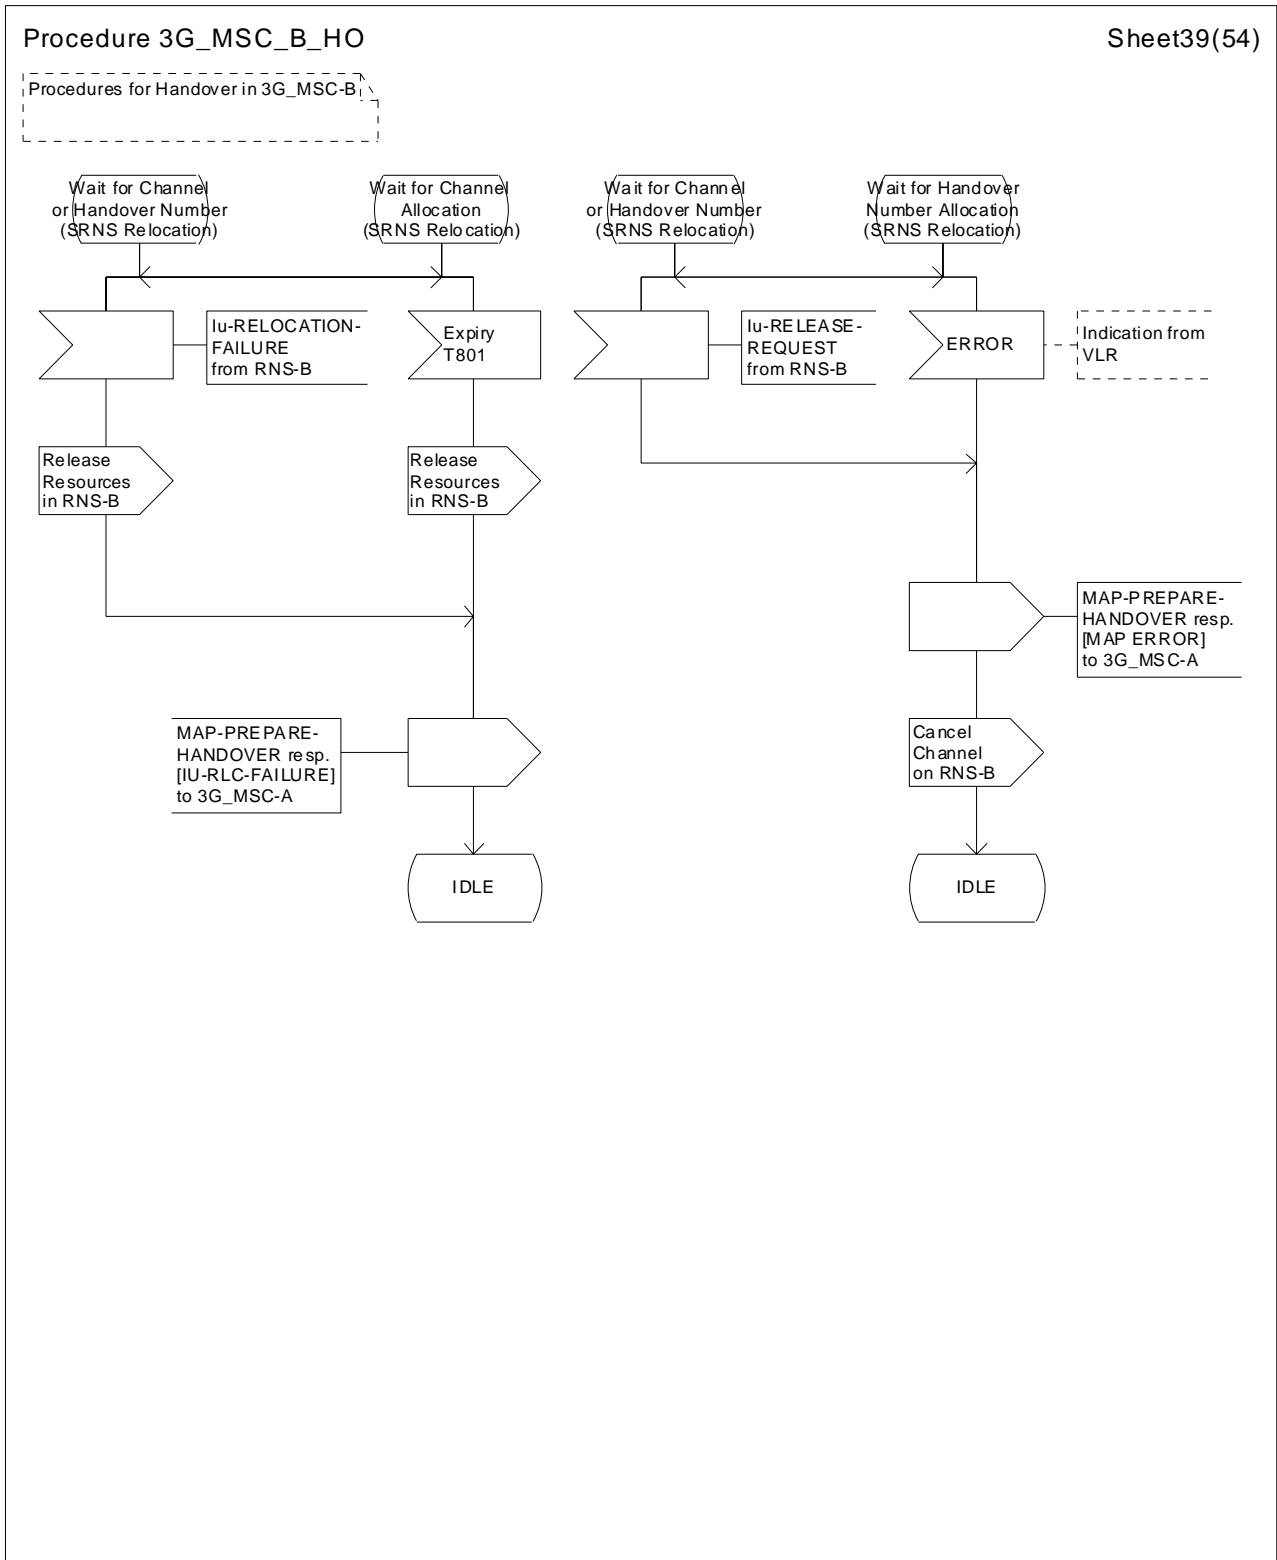 Procedure 3G_MSC_B_HO
Sheet39(54)
Procedures for Handover in 3G_MSC-B
Wait for Channel
or Handover Number
(SRNS Relocation)
Wait for Channel
Allocation
(SRNS Relocation)
Wait for Channel
or Handover Number
(SRNS Relocation)
Wait for Handover
Number Allocation
(SRNS Relocation)
Iu-RELOCATION-
FAILURE
from RNS-B
Expiry
T801
Iu-RELEASE-
REQUEST
from RNS-B
ERROR
Indication from
VLR
Release
Resources
in RNS-B
Release
Resources
in RNS-B
MAP-PREPARE-
HANDOVER resp.
[MAP ERROR]
to 3G_MSC-A
MAP-PREPARE-
HANDOVER resp.
[IU-RLC-FAILURE]
to 3G_MSC-A
Cancel
Channel
on RNS-B
IDLE
IDLE